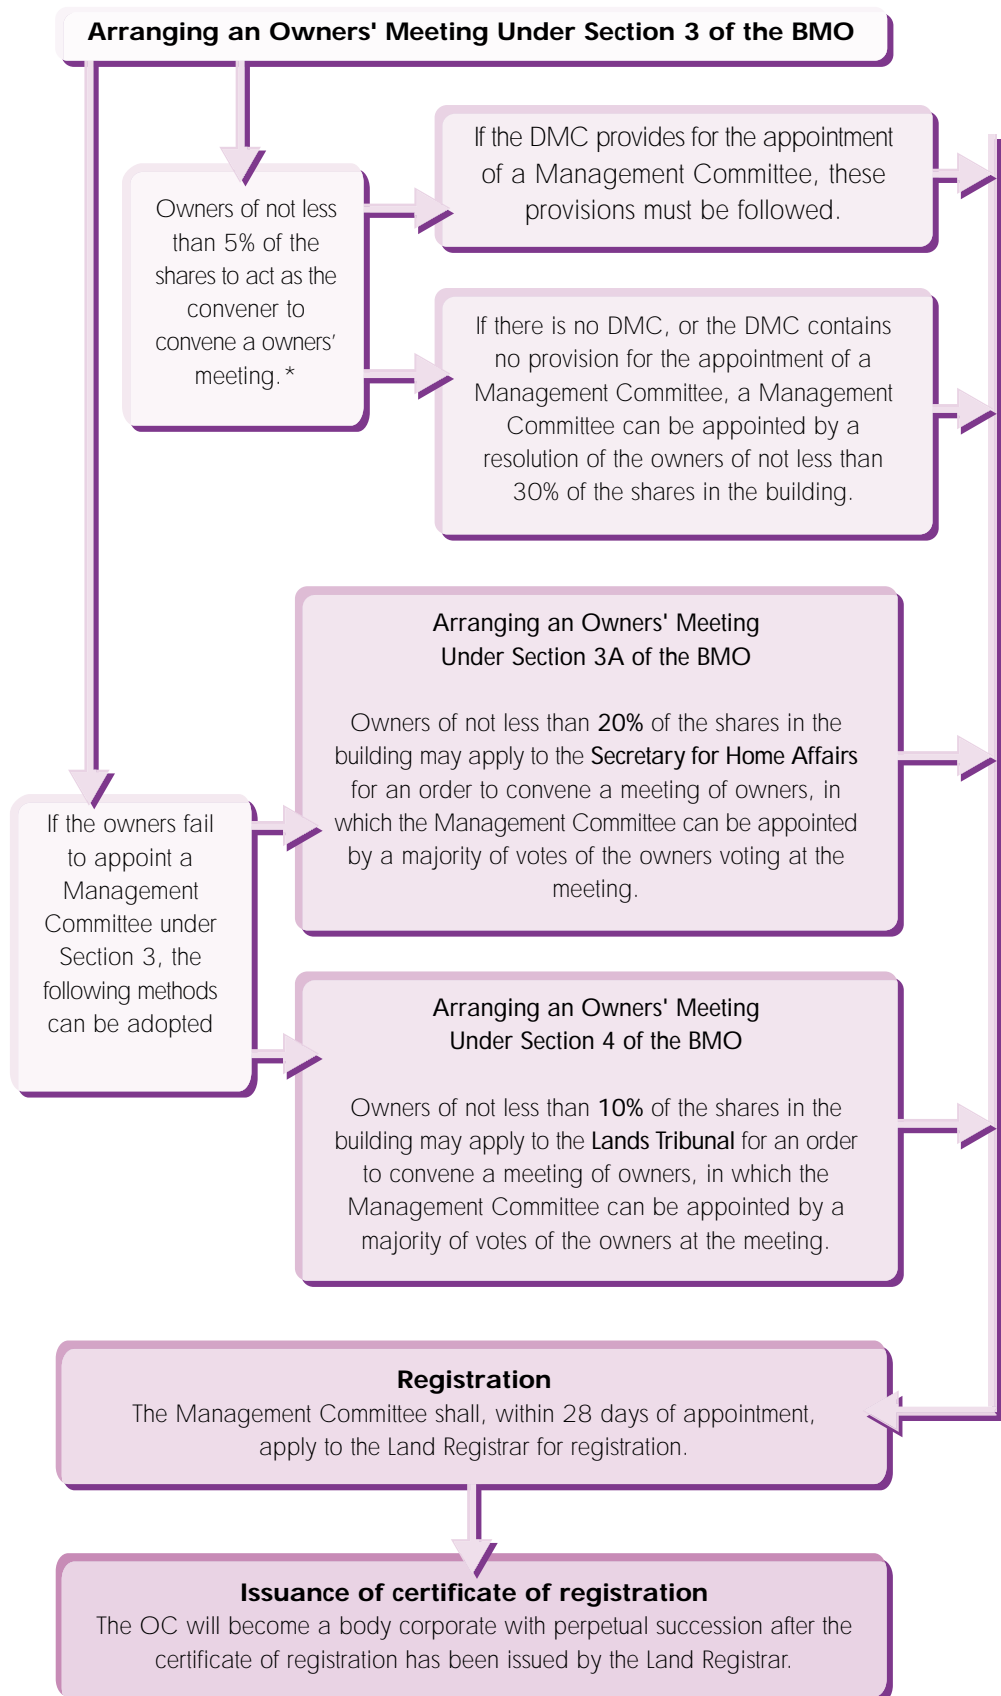 Arranging an Owners' Meeting Under Section 3 of the BMO
Owners of not less
than 5% of the
shares to act as the
convener to
convene a owners'
meeting.*
If the DMC provides for the appointment
of a Management Committee, these
provisions must be followed.
If there is no DMC, or the DMC contains
no provision for the appointment of a
Management Committee, a Management
Committee can be appointed by a
resolution of the owners of not less than
30% of the shares in the building.
If the owners fail
to appoint a
Management
Committee under
Section 3, the
following methods
can be adopted
Arranging an Owners' Meeting
Under Section 3A of the BMO
Owners of not less than 20% of the shares in the
building may apply to the Secretary for Home Affairs
for an order to convene a meeting of owners, in
which the Management Committee can be appointed
by a majority of votes of the owners voting at the
meeting.
Arranging an Owners' Meeting
Under Section 4 of the BMO
Owners of not less than 10% of the shares in the
building may apply to the Lands Tribunal for an order
to convene a meeting of owners, in which the
Management Committee can be appointed by a
majority of votes of the owners at the meeting.
Registration
The Management Committee shall, within 28 days of appointment,
apply to the Land Registrar for registration.
Issuance of certificate of registration
The OC will become a body corporate with perpetual succession after the
certificate of registration has been issued by the Land Registrar.